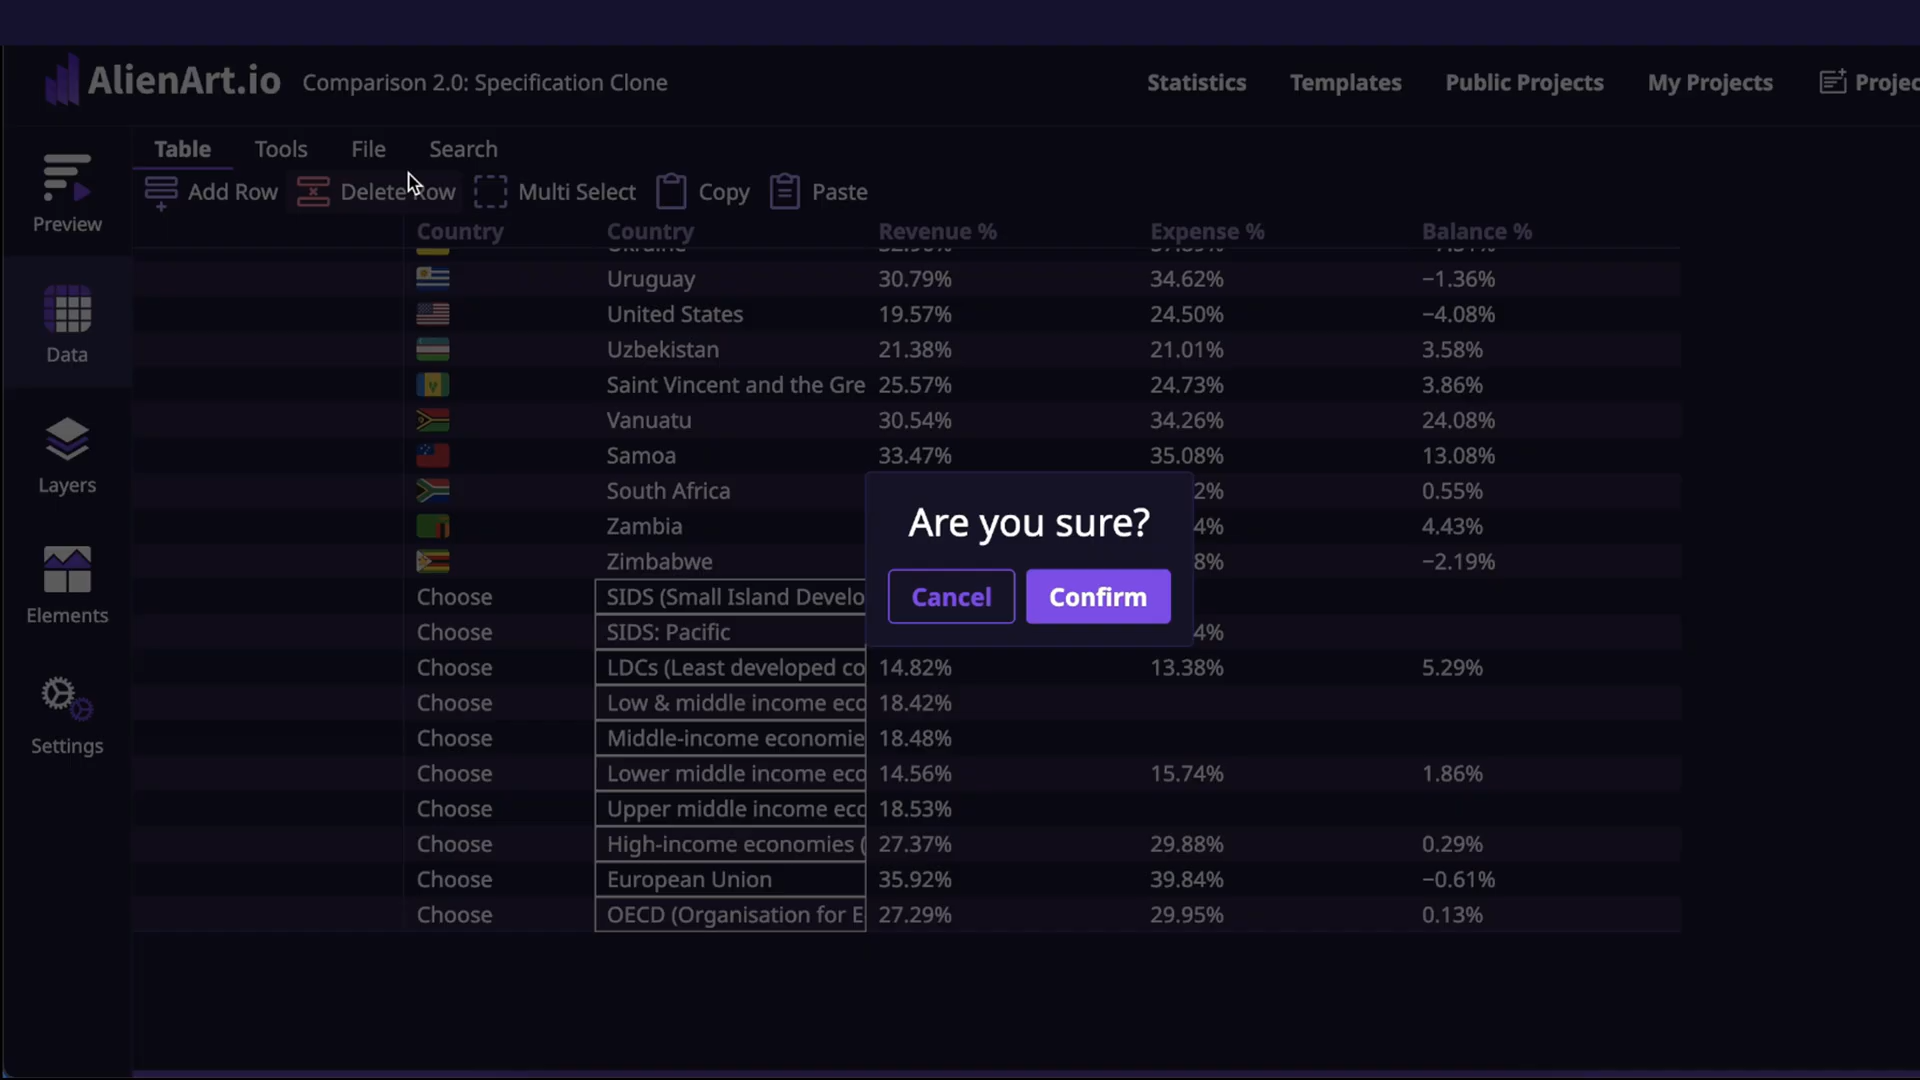 AlienArt.io Comparison 2.0: Specification Clone Statistics Templates Public Projects My Projects Projec
Table Tools File Search
Add Row Delete Row Multi Select Copy Paste
Preview
Country Country Revenue % Expense % Balance %
Uruguay 30.79% 34.62% −1.36%
United States 19.57% 24.50% −4.08%
Uzbekistan 21.38% 21.01% 3.58%
Data
Saint Vincent and the Gre 25.57% 24.73% 3.86%
Vanuatu 30.54% 34.26% 24.08%
Samoa 33.47% 35.08% 13.08%
Layers
South Africa 2% 0.55%
Are you sure?
Zambia 4% 4.43%
Zimbabwe 8% −2.19%
Cancel Confirm
Choose SIDS (Small Island Develo
Elements
Choose SIDS: Pacific 4%
Choose LDCs (Least developed co 14.82% 13.38% 5.29%
Choose Low & middle income eco 18.42%
Choose Middle-income economie 18.48%
Settings
Choose Lower middle income eco 14.56% 15.74% 1.86%
Choose Upper middle income eco 18.53%
Choose High-income economies ( 27.37% 29.88% 0.29%
Choose European Union 35.92% 39.84% −0.61%
Choose OECD (Organisation for E 27.29% 29.95% 0.13%